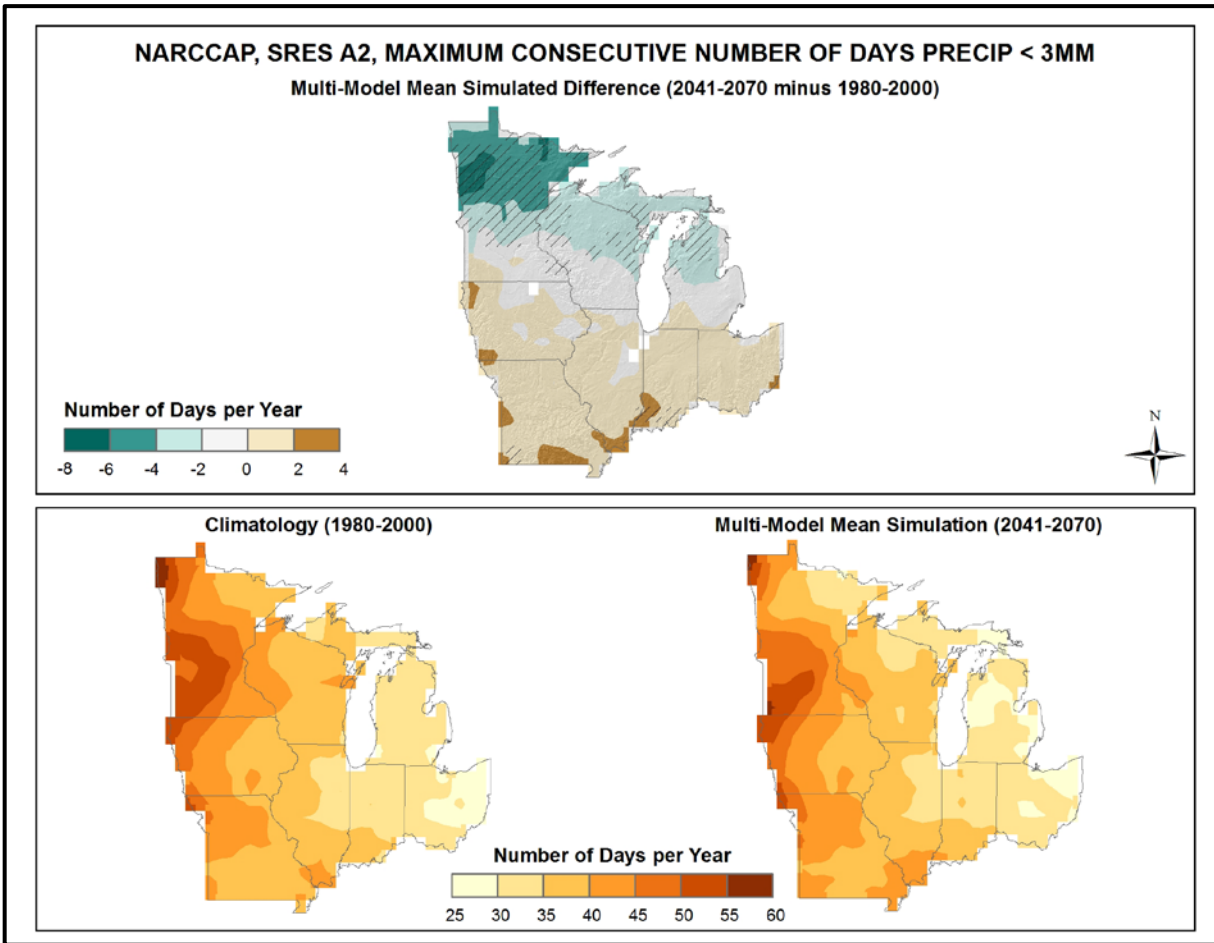 NARCCAP, SRES A2, MAXIMUM CONSECUTIVE NUMBER OF DAYS PRECIP < 3MM
Multi-Model Mean Simulated Difference (2041-2070 minus 1980-2000)
Number of Days per Year
-8 -6 -4 -2 0 2 4
N
Climatology (1980-2000)
Multi-Model Mean Simulation (2041-2070)
Number of Days per Year
25 30 35 40 45 50 55 60